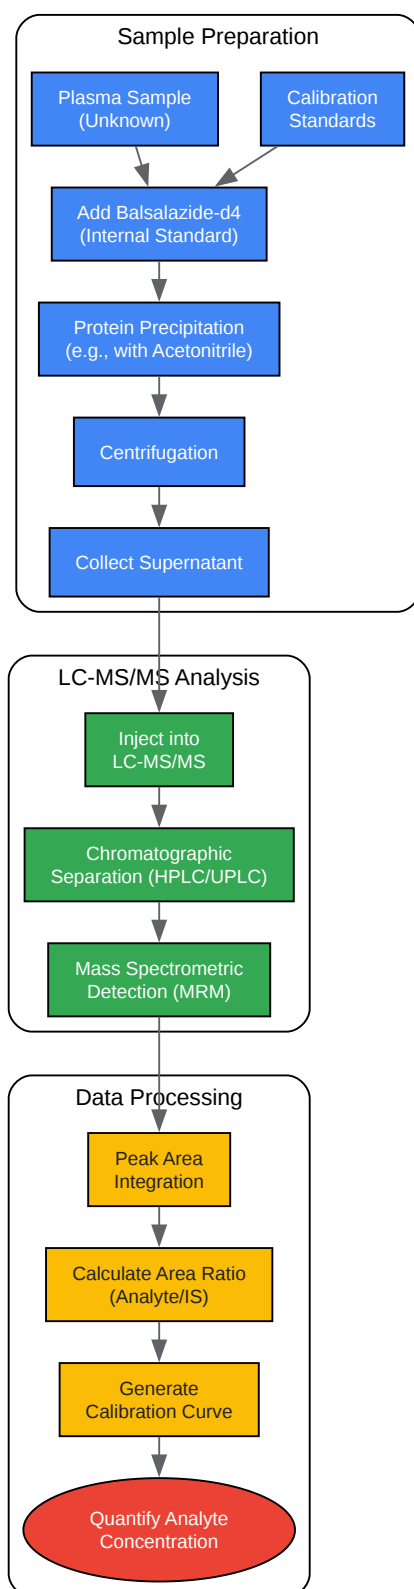 Sample Preparation
Plasma Sample
(Unknown)
Calibration
Standards
Add Balsalazide-d4
(Internal Standard)
Protein Precipitation
(e.g., with Acetonitrile)
Centrifugation
Collect Supernatant
LC-MS/MS Analysis
Inject into
LC-MS/MS
Chromatographic
Separation (HPLC/UPLC)
Mass Spectrometric
Detection (MRM)
Data Processing
Peak Area
Integration
Calculate Area Ratio
(Analyte/IS)
Generate
Calibration Curve
Quantify Analyte
Concentration